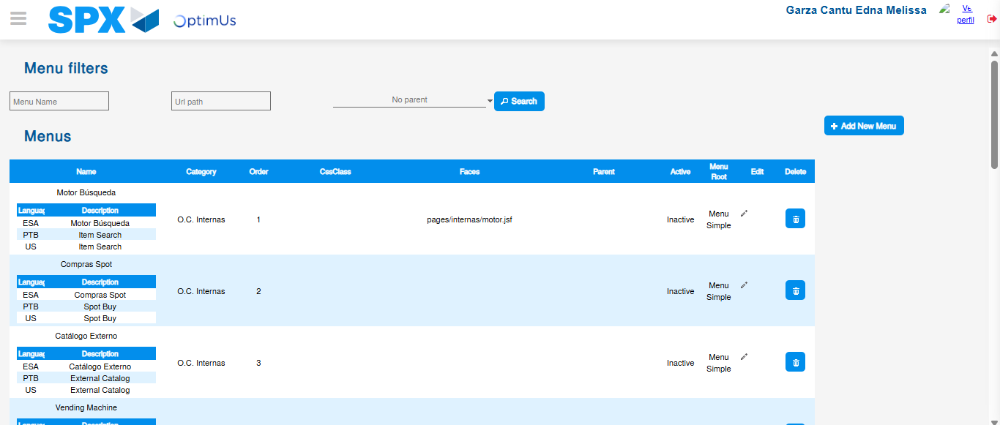 SPX OptimUs
Garza Cantu Edna Melissa
perfil
Menu filters
Menu Name
Url path
No parent
Search
Menus
Add New Menu
Name Category Order CssClass Faces Parent Active Menu Root Edit Delete
Motor Búsqueda
Description
ESA Motor Búsqueda
PTB Item Search
US Item Search
O.C. Internas 1 pages/internas/motor.jsf Inactive Menu Simple
Compras Spot
Description
ESA Compras Spot
PTB Spot Buy
US Spot Buy
O.C. Internas 2 Inactive Menu Simple
Catálogo Externo
Description
ESA Catálogo Externo
PTB External Catalog
US External Catalog
O.C. Internas 3 Inactive Menu Simple
Vending Machine